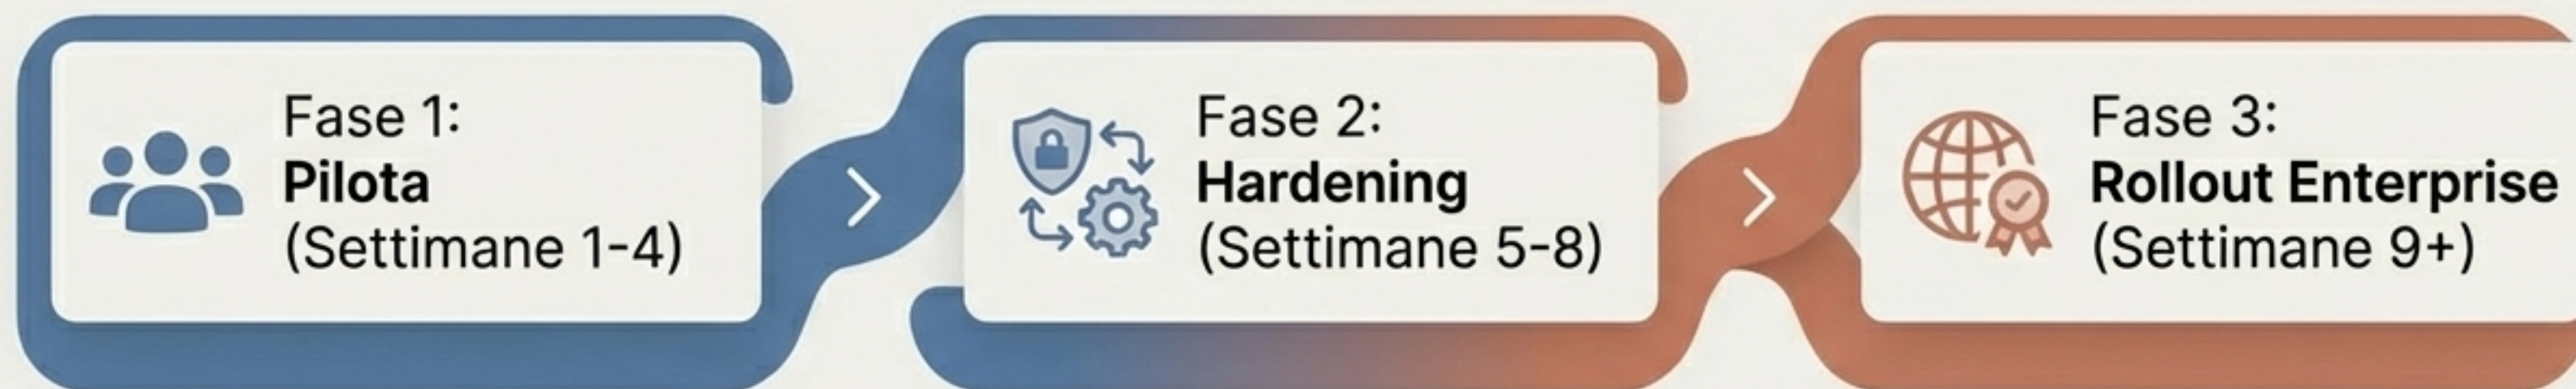 Fase 1:
Pilota
(Settimane 1-4)
Fase 2:
Hardening
(Settimane 5-8)
Fase 3:
Rollout Enterprise
(Settimane 9+)